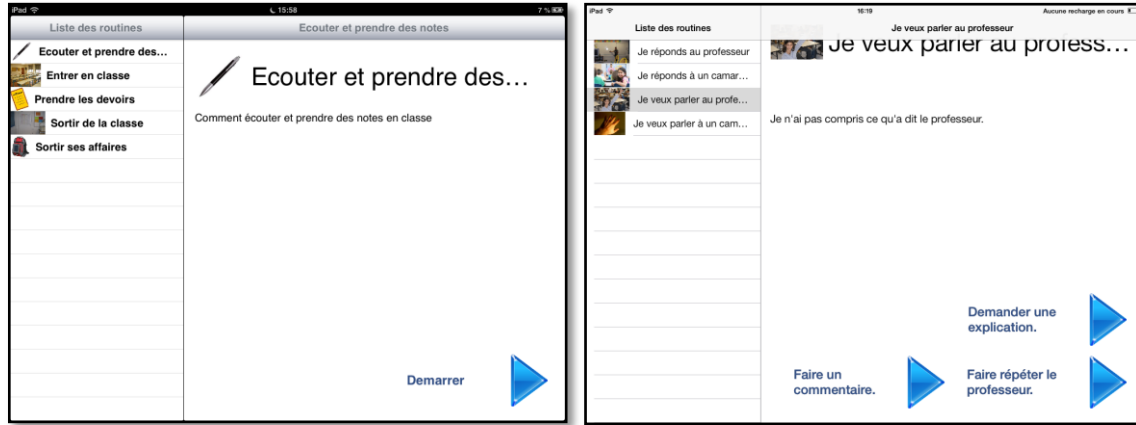 iPad
15:58
7 %
Liste des routines
Ecouter et prendre des notes
Ecouter et prendre des…
Entrer en classe
Prendre les devoirs
Sortir de la classe
Sortir ses affaires
Ecouter et prendre des…
Comment écouter et prendre des notes en classe
Demarrer
iPad
16:19
Aucune recharge en cours
Liste des routines
Je veux parler au professeur
Je réponds au professeur
Je réponds à un camar…
Je veux parler au profe…
Je veux parler à un cam…
Je veux parler au profess…
Je n'ai pas compris ce qu'a dit le professeur.
Demander une
explication.
Faire un
commentaire.
Faire répéter le
professeur.